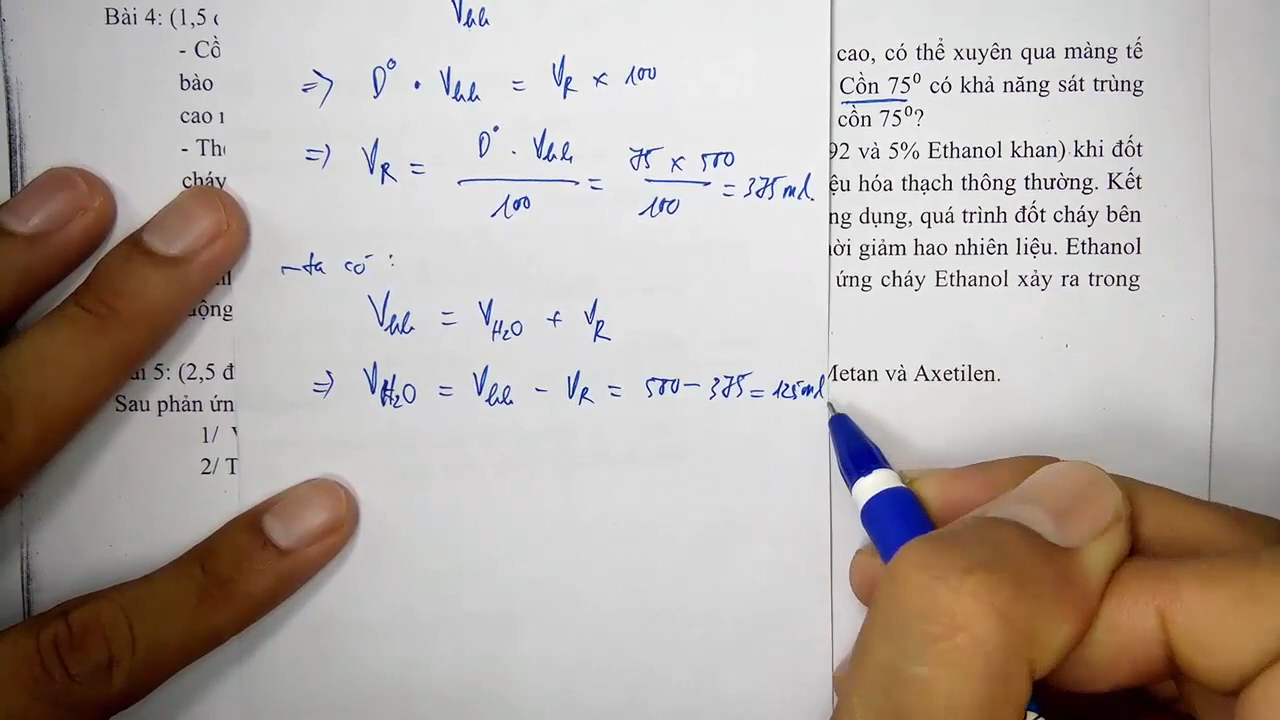 Bài 4: (1,5
Vhh
- Cồ
cao, có thể xuyên qua màng tế
=> D° . Vhh = VR x 100
bào
Cồn 75⁰ có khả năng sát trùng
cao
cồn 75⁰?
=> VR = D° . Vhh / 100 = 75 x 500 / 100 = 375 ml.
- Th
92 và 5% Ethanol khan) khi đốt
cháy
ệu hóa thạch thông thường. Kết
ng dụng, quá trình đốt cháy bên
ời giảm hao nhiên liệu. Ethanol
- ta có :
ứng cháy Ethanol xảy ra trong
Vhh = VH₂O + VR
5: (2,5 đ
Metan và Axetilen.
=> VH₂O = Vhh - VR = 500 - 375 = 125 ml
Sau phản ứn
1/
2/ T